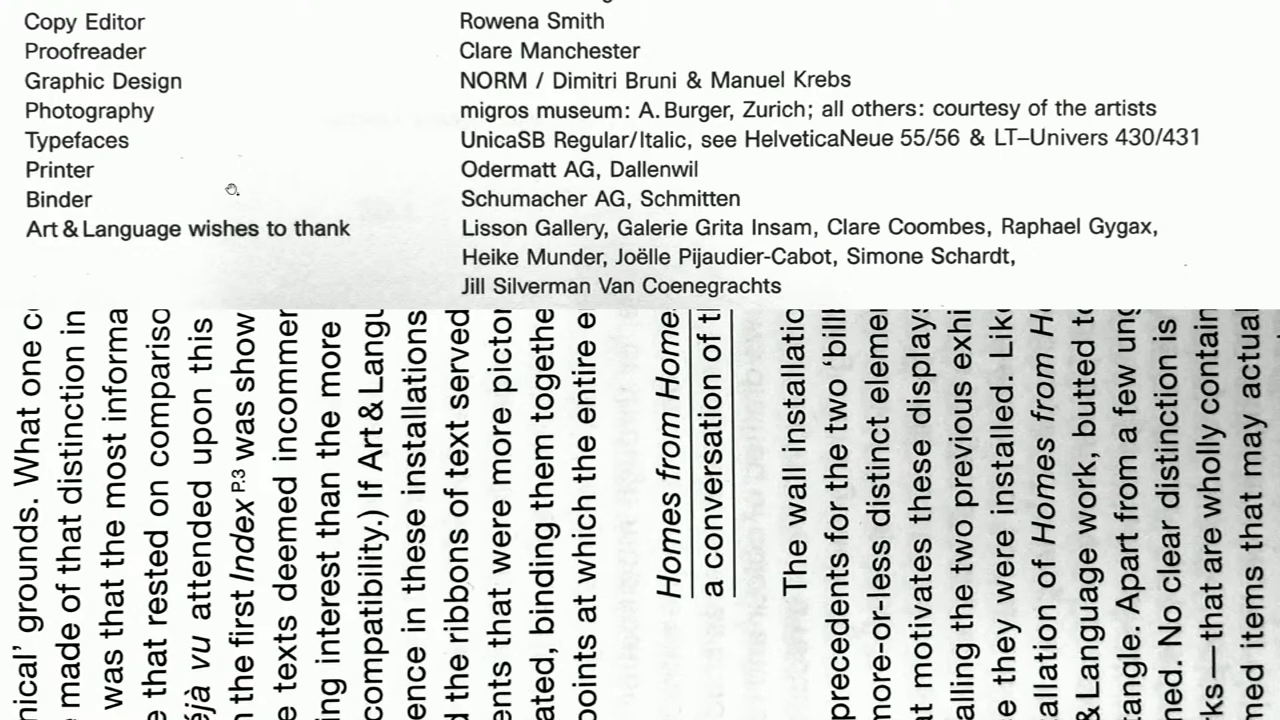 Copy Editor Rowena Smith
Proofreader Clare Manchester
Graphic Design NORM / Dimitri Bruni & Manuel Krebs
Photography migros museum: A. Burger, Zurich; all others: courtesy of the artists
Typefaces UnicaSB Regular/Italic, see HelveticaNeue 55/56 & LT–Univers 430/431
Printer Odermatt AG, Dallenwil
Binder Schumacher AG, Schmitten
Art & Language wishes to thank Lisson Gallery, Galerie Grita Insam, Clare Coombes, Raphael Gygax,
Heike Munder, Joëlle Pijaudier-Cabot, Simone Schardt,
Jill Silverman Van Coenegrachts
nical’ grounds. What one c
made of that distinction in
was that the most informa
e that rested on compariso
éjà vu attended upon this
n the first Index P.3 was show
e texts deemed incommer
ing interest than the more
compatibility.) If Art & Langu
ence in these installations
d the ribbons of text served
ents that were more pictor
ated, binding them togethe
points at which the entire e
Homes from Home
a conversation of t
The wall installatio
precedents for the two ‘bill
more-or-less distinct elemen
at motivates these displays
alling the two previous exhi
e they were installed. Like
allation of Homes from H
& Language work, butted to
tangle. Apart from a few ung
ned. No clear distinction is
ks—that are wholly contain
med items that may actual